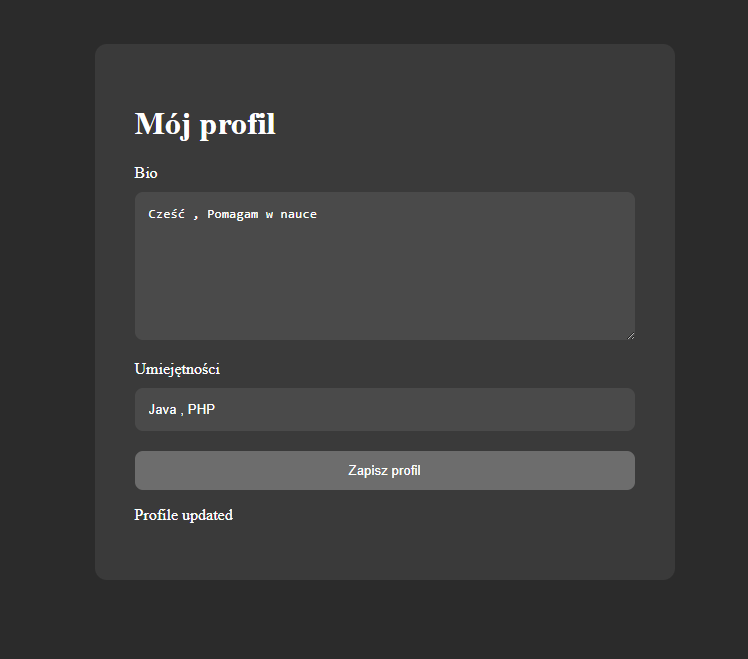 Mój profil
Bio
Cześć , Pomagam w nauce
Umiejętności
Java , PHP
Zapisz profil
Profile updated